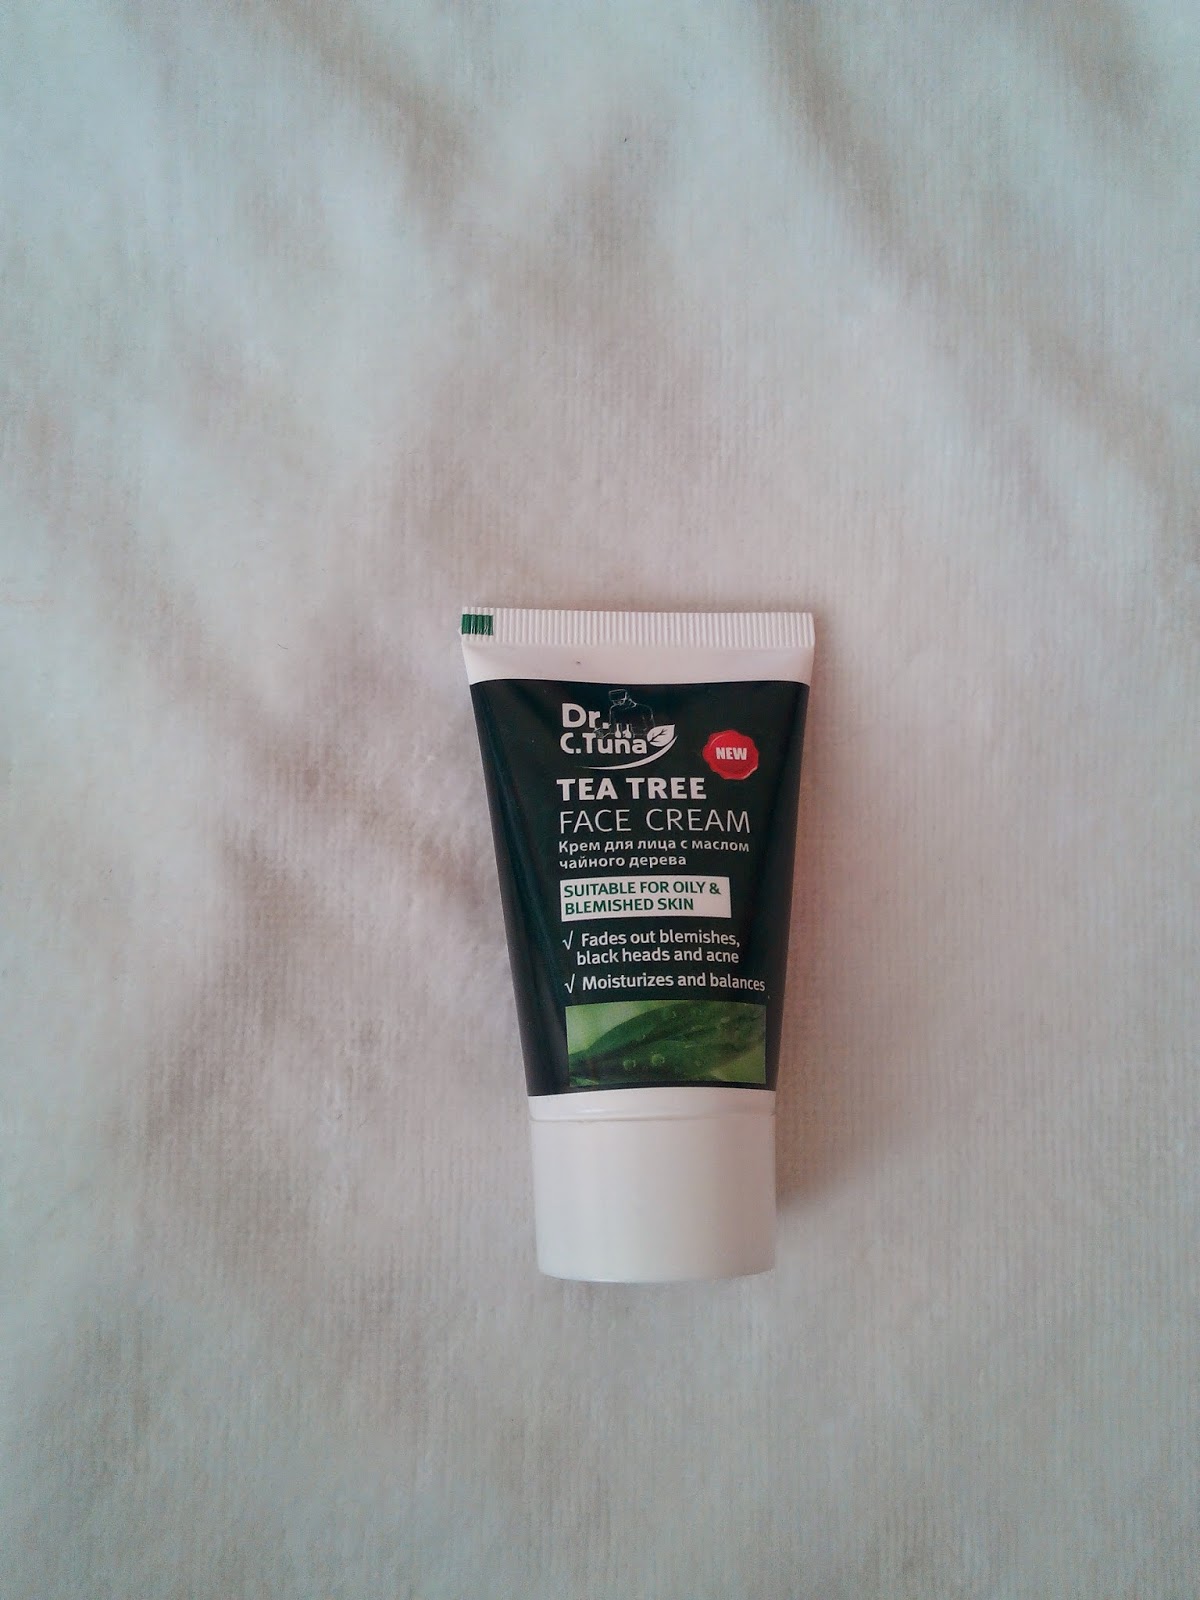 Dr.
C.Tuna
NEW
TEA TREE
FACE CREAM
Крем для лица с маслом
чайного дерева
SUITABLE FOR OILY &
BLEMISHED SKIN
√ Fades out blemishes,
black heads and acne
√ Moisturizes and balances